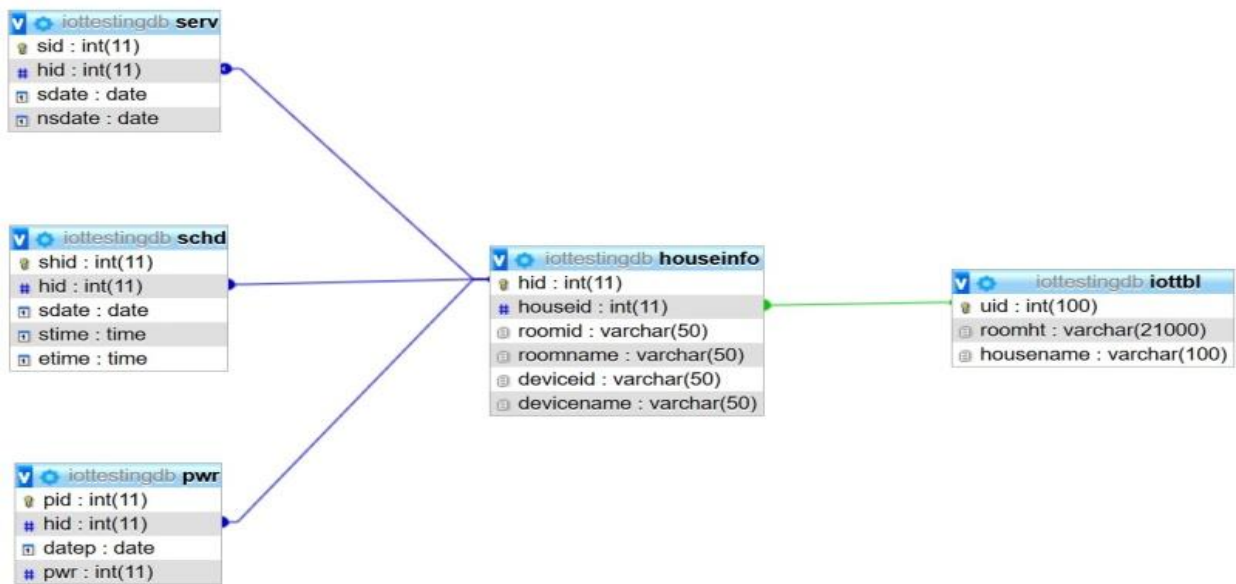 iottestingdb serv
sid : int(11)
hid : int(11)
sdate : date
nsdate : date
iottestingdb schd
shid : int(11)
hid : int(11)
sdate : date
stime : time
etime : time
iottestingdb pwr
pid : int(11)
hid : int(11)
datep : date
pwr : int(11)
iottestingdb houseinfo
hid : int(11)
houseid : int(11)
roomid : varchar(50)
roomname : varchar(50)
deviceid : varchar(50)
devicename : varchar(50)
iottestingdb iottbl
uid : int(100)
roomht : varchar(21000)
housename : varchar(100)